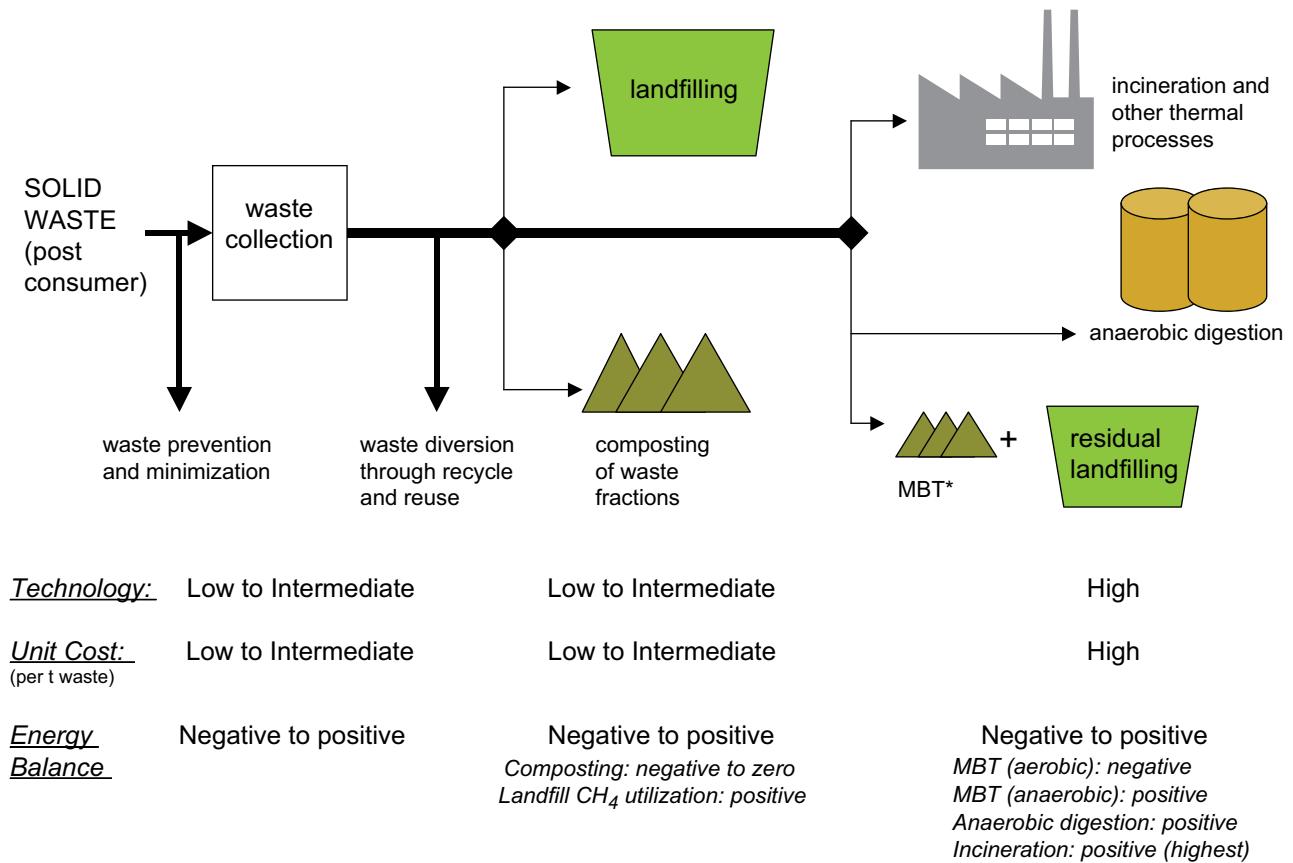 landfilling
incineration and
other thermal
processes
SOLID
WASTE
(post
consumer)
waste
collection
anaerobic digestion
waste prevention
and minimization
waste diversion
through recycle
and reuse
composting
of waste
fractions
MBT*
+
residual
landfilling
Technology: Low to Intermediate Low to Intermediate High
Unit Cost: Low to Intermediate Low to Intermediate High
(per t waste)
Energy Negative to positive Negative to positive Negative to positive
Balance
Composting: negative to zero
Landfill CH4 utilization: positive
MBT (aerobic): negative
MBT (anaerobic): positive
Anaerobic digestion: positive
Incineration: positive (highest)